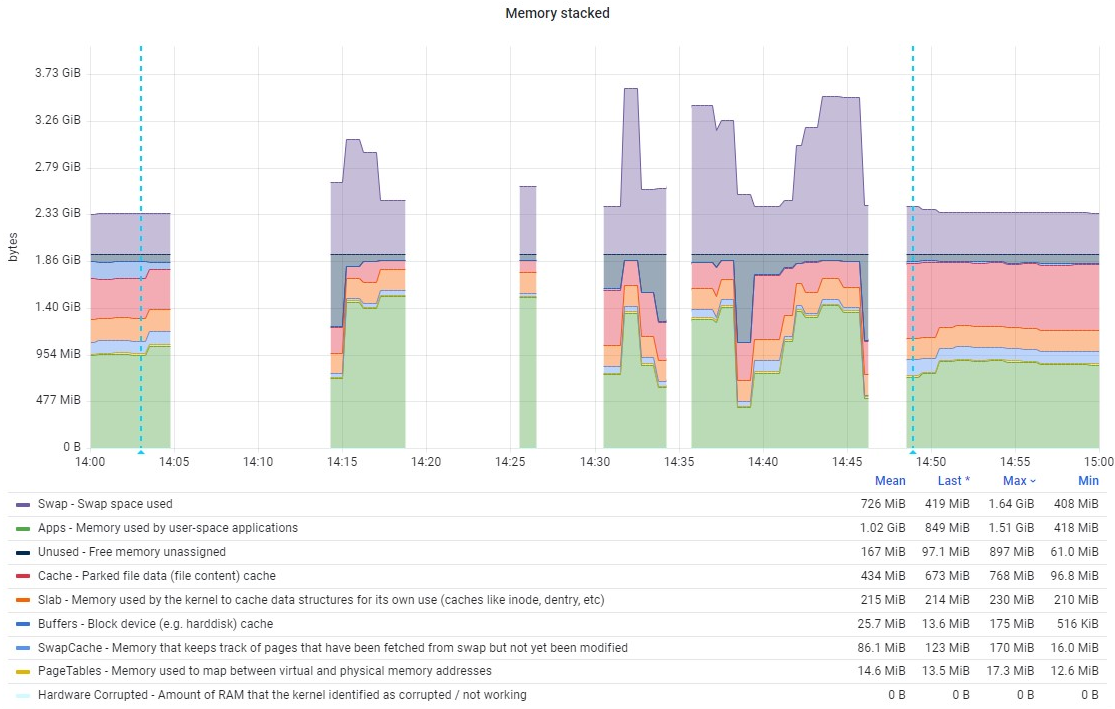 Memory stacked
bytes
3.73 GiB
3.26 GiB
2.79 GiB
2.33 GiB
1.86 GiB
1.40 GiB
954 MiB
477 MiB
0 B
14:00 14:05 14:10 14:15 14:20 14:25 14:30 14:35 14:40 14:45 14:50 14:55 15:00
Mean Last * Max Min
Swap - Swap space used 726 MiB 419 MiB 1.64 GiB 408 MiB
Apps - Memory used by user-space applications 1.02 GiB 849 MiB 1.51 GiB 418 MiB
Unused - Free memory unassigned 167 MiB 97.1 MiB 897 MiB 61.0 MiB
Cache - Parked file data (file content) cache 434 MiB 673 MiB 768 MiB 96.8 MiB
Slab - Memory used by the kernel to cache data structures for its own use (caches like inode, dentry, etc) 215 MiB 214 MiB 230 MiB 210 MiB
Buffers - Block device (e.g. harddisk) cache 25.7 MiB 13.6 MiB 175 MiB 516 KiB
SwapCache - Memory that keeps track of pages that have been fetched from swap but not yet been modified 86.1 MiB 123 MiB 170 MiB 16.0 MiB
PageTables - Memory used to map between virtual and physical memory addresses 14.6 MiB 13.5 MiB 17.3 MiB 12.6 MiB
Hardware Corrupted - Amount of RAM that the kernel identified as corrupted / not working 0 B 0 B 0 B 0 B